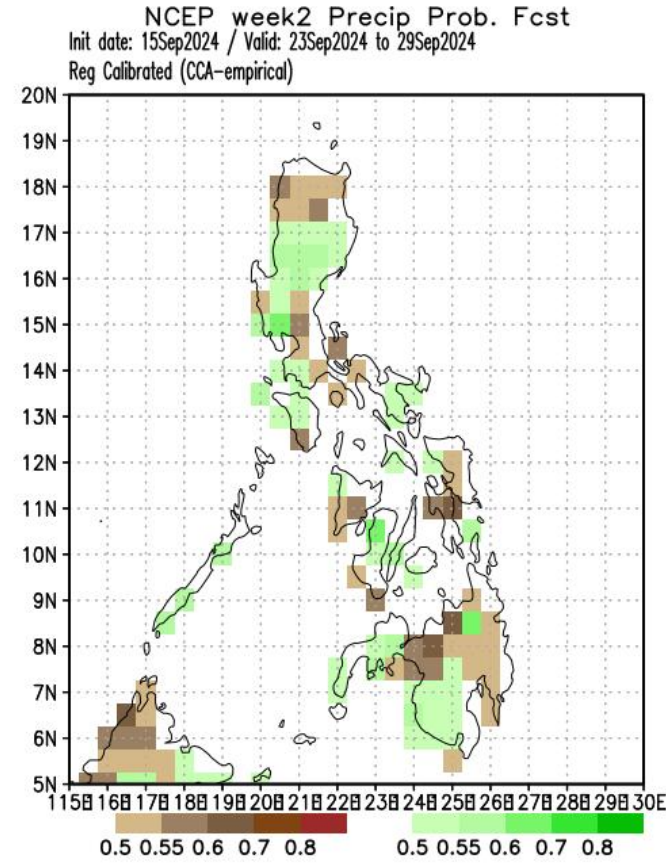 NCEP week2 Precip Prob. Fcst
Init date: 15Sep2024 / Valid: 23Sep2024 to 29Sep2024
Reg Calibrated (CCA-empirical)
20N
19N
18N
17N
16N
15N
14N
13N
12N
11N
10N
9N
8N
7N
6N
5N
115E 116E 117E 118E 119E 120E 121E 122E 123E 124E 125E 126E 127E 128E 129E 130E
0.5 0.55 0.6 0.7 0.8 0.5 0.55 0.6 0.7 0.8